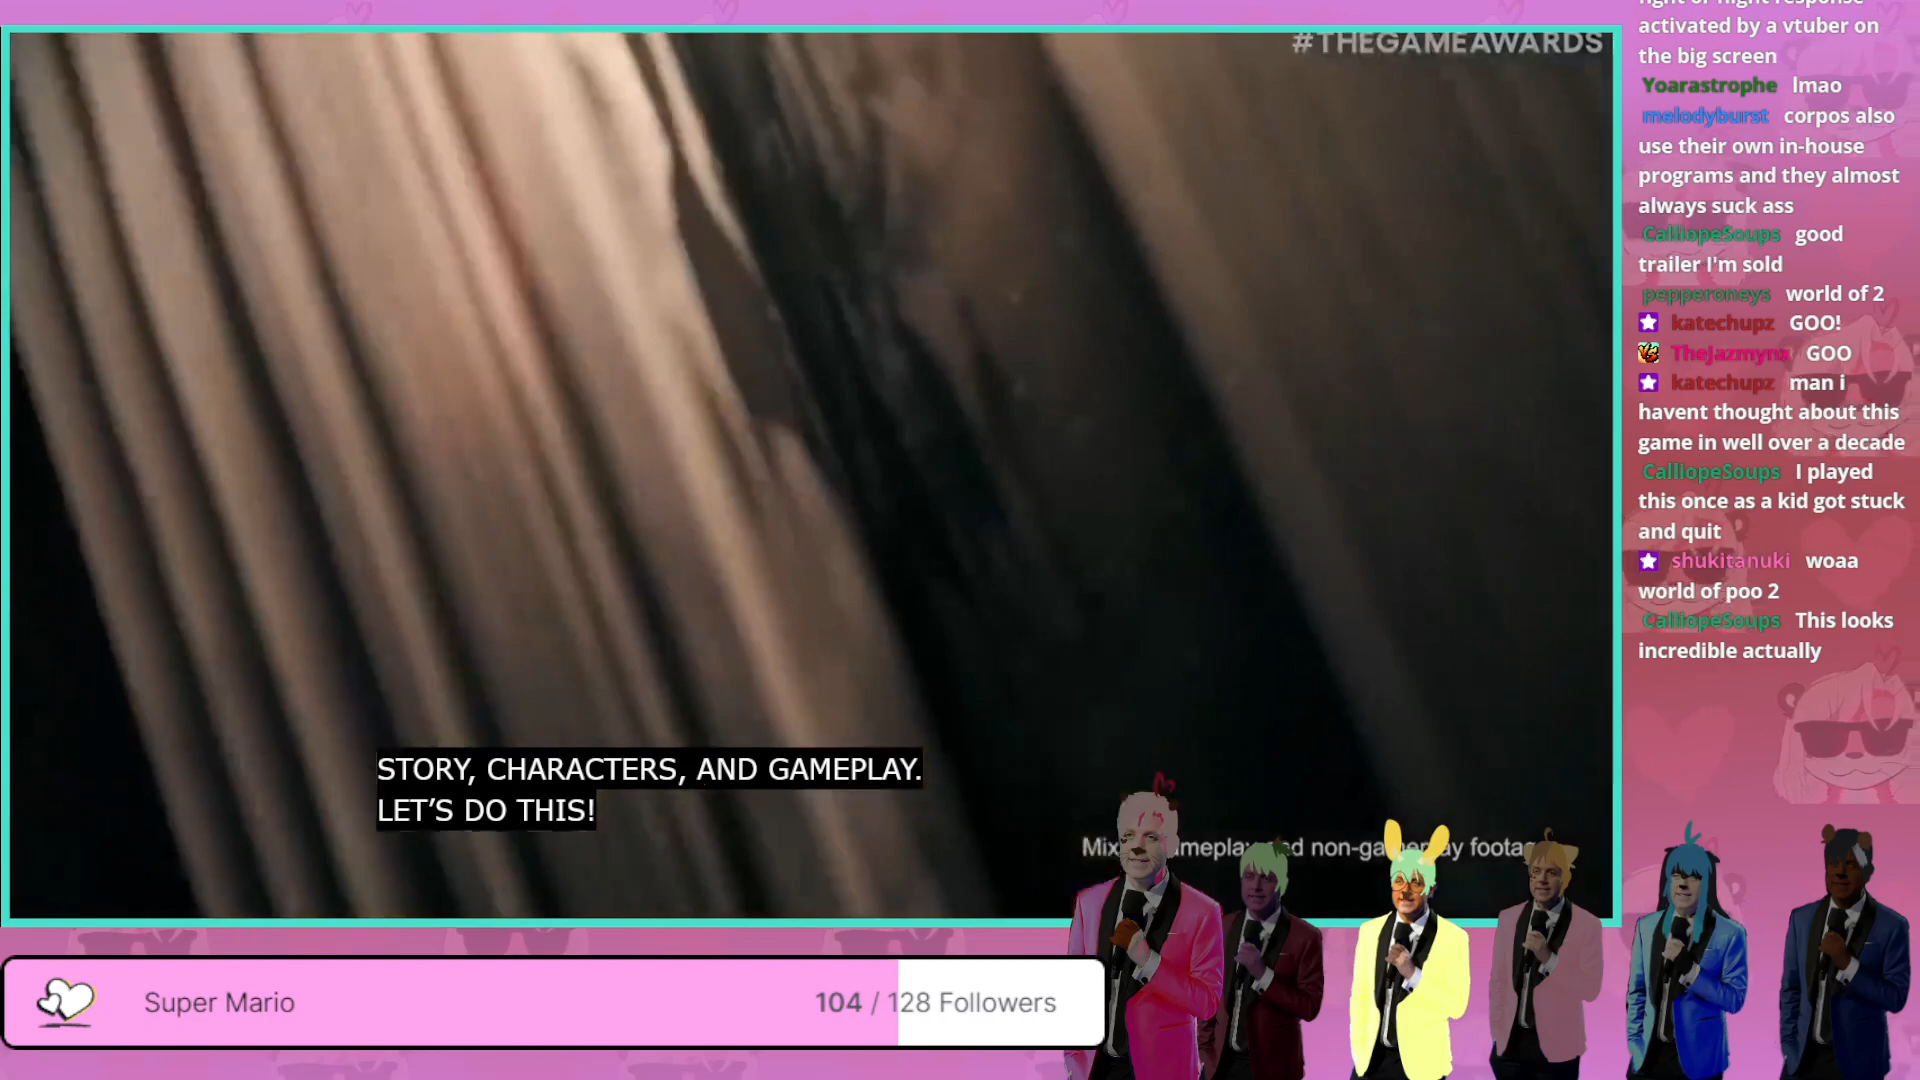 #THEGAMEAWARDS
STORY, CHARACTERS, AND GAMEPLAY.
LET'S DO THIS!
non-gameplay
Super Mario
104 / 128 Followers
activated by a vtuber on
the big screen
Yoarastrophe lmao
melodyburst corpos also
use their own in-house
programs and they almost
always suck ass
CalliopeSoups good
trailer I'm sold
pepperoneys world of 2
katechupz GOO!
TheJazmynx GOO
katechupz man i
havent thought about this
game in well over a decade
CalliopeSoups I played
this once as a kid got stuck
and quit
shukitanuki woaa
world of poo 2
CalliopeSoups This looks
incredible actually